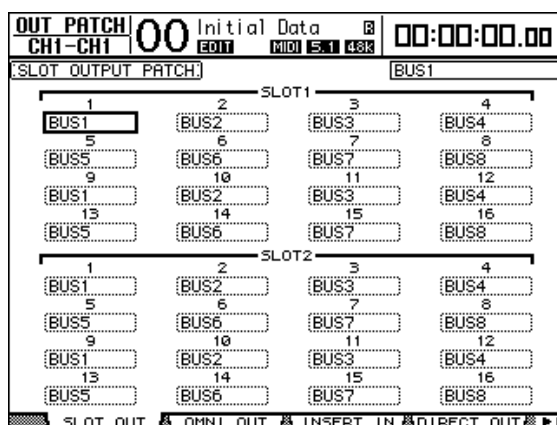 OUT PATCH 00 Initial Data R 00:00:00.00
CH1-CH1 EDIT MIDI 5.1 48k
SLOT OUTPUT PATCH BUS1
SLOT1
1 2 3 4
BUS1 BUS2 BUS3 BUS4
5 6 7 8
BUS5 BUS6 BUS7 BUS8
9 10 11 12
BUS1 BUS2 BUS3 BUS4
13 14 15 16
BUS5 BUS6 BUS7 BUS8
SLOT2
1 2 3 4
BUS1 BUS2 BUS3 BUS4
5 6 7 8
BUS5 BUS6 BUS7 BUS8
9 10 11 12
BUS1 BUS2 BUS3 BUS4
13 14 15 16
BUS5 BUS6 BUS7 BUS8
SLOT OUT OMNI OUT INSERT IN DIRECT OUT